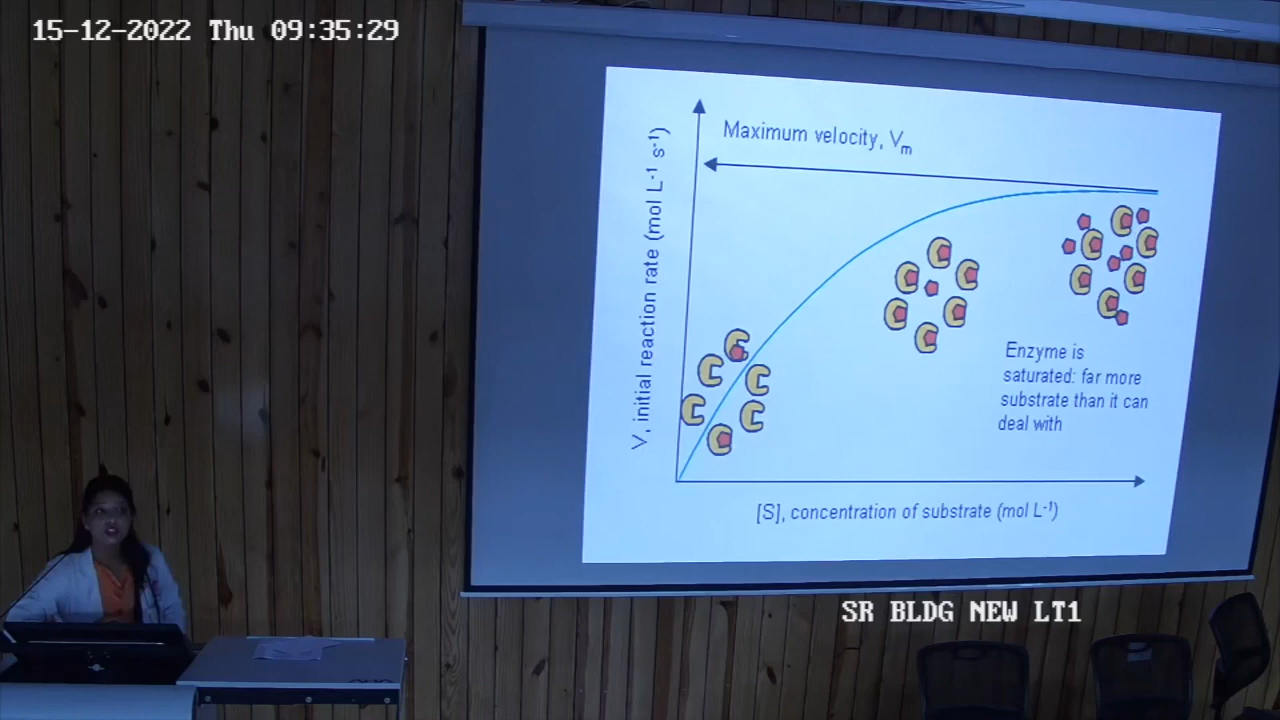 15-12-2022 Thu 09:35:29
Maximum velocity, Vm
V, initial reaction rate (mol L-1 s-1)
Enzyme is
saturated: far more
substrate than it can
deal with
[S], concentration of substrate (mol L-1)
SR BLDG NEW LT1